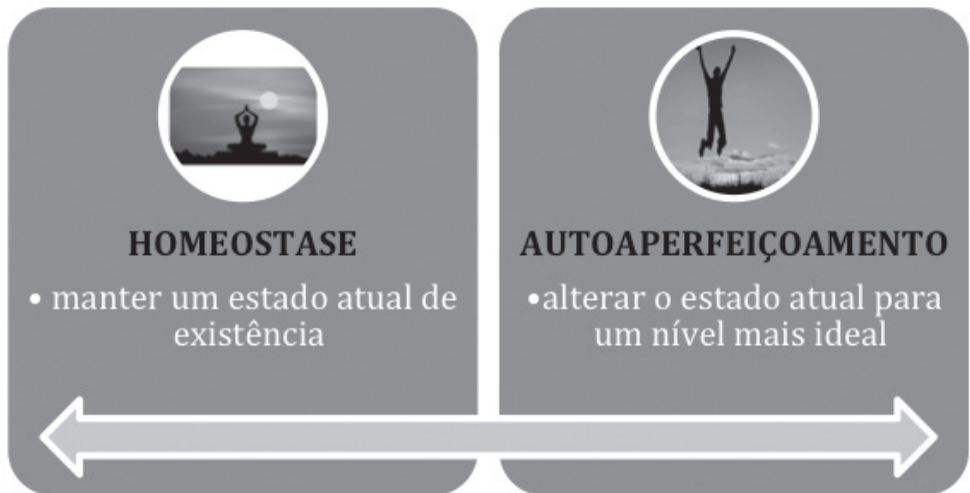 HOMEOSTASE
• manter um estado atual de
existência
AUTOAPERFEIÇOAMENTO
•alterar o estado atual para
um nível mais ideal